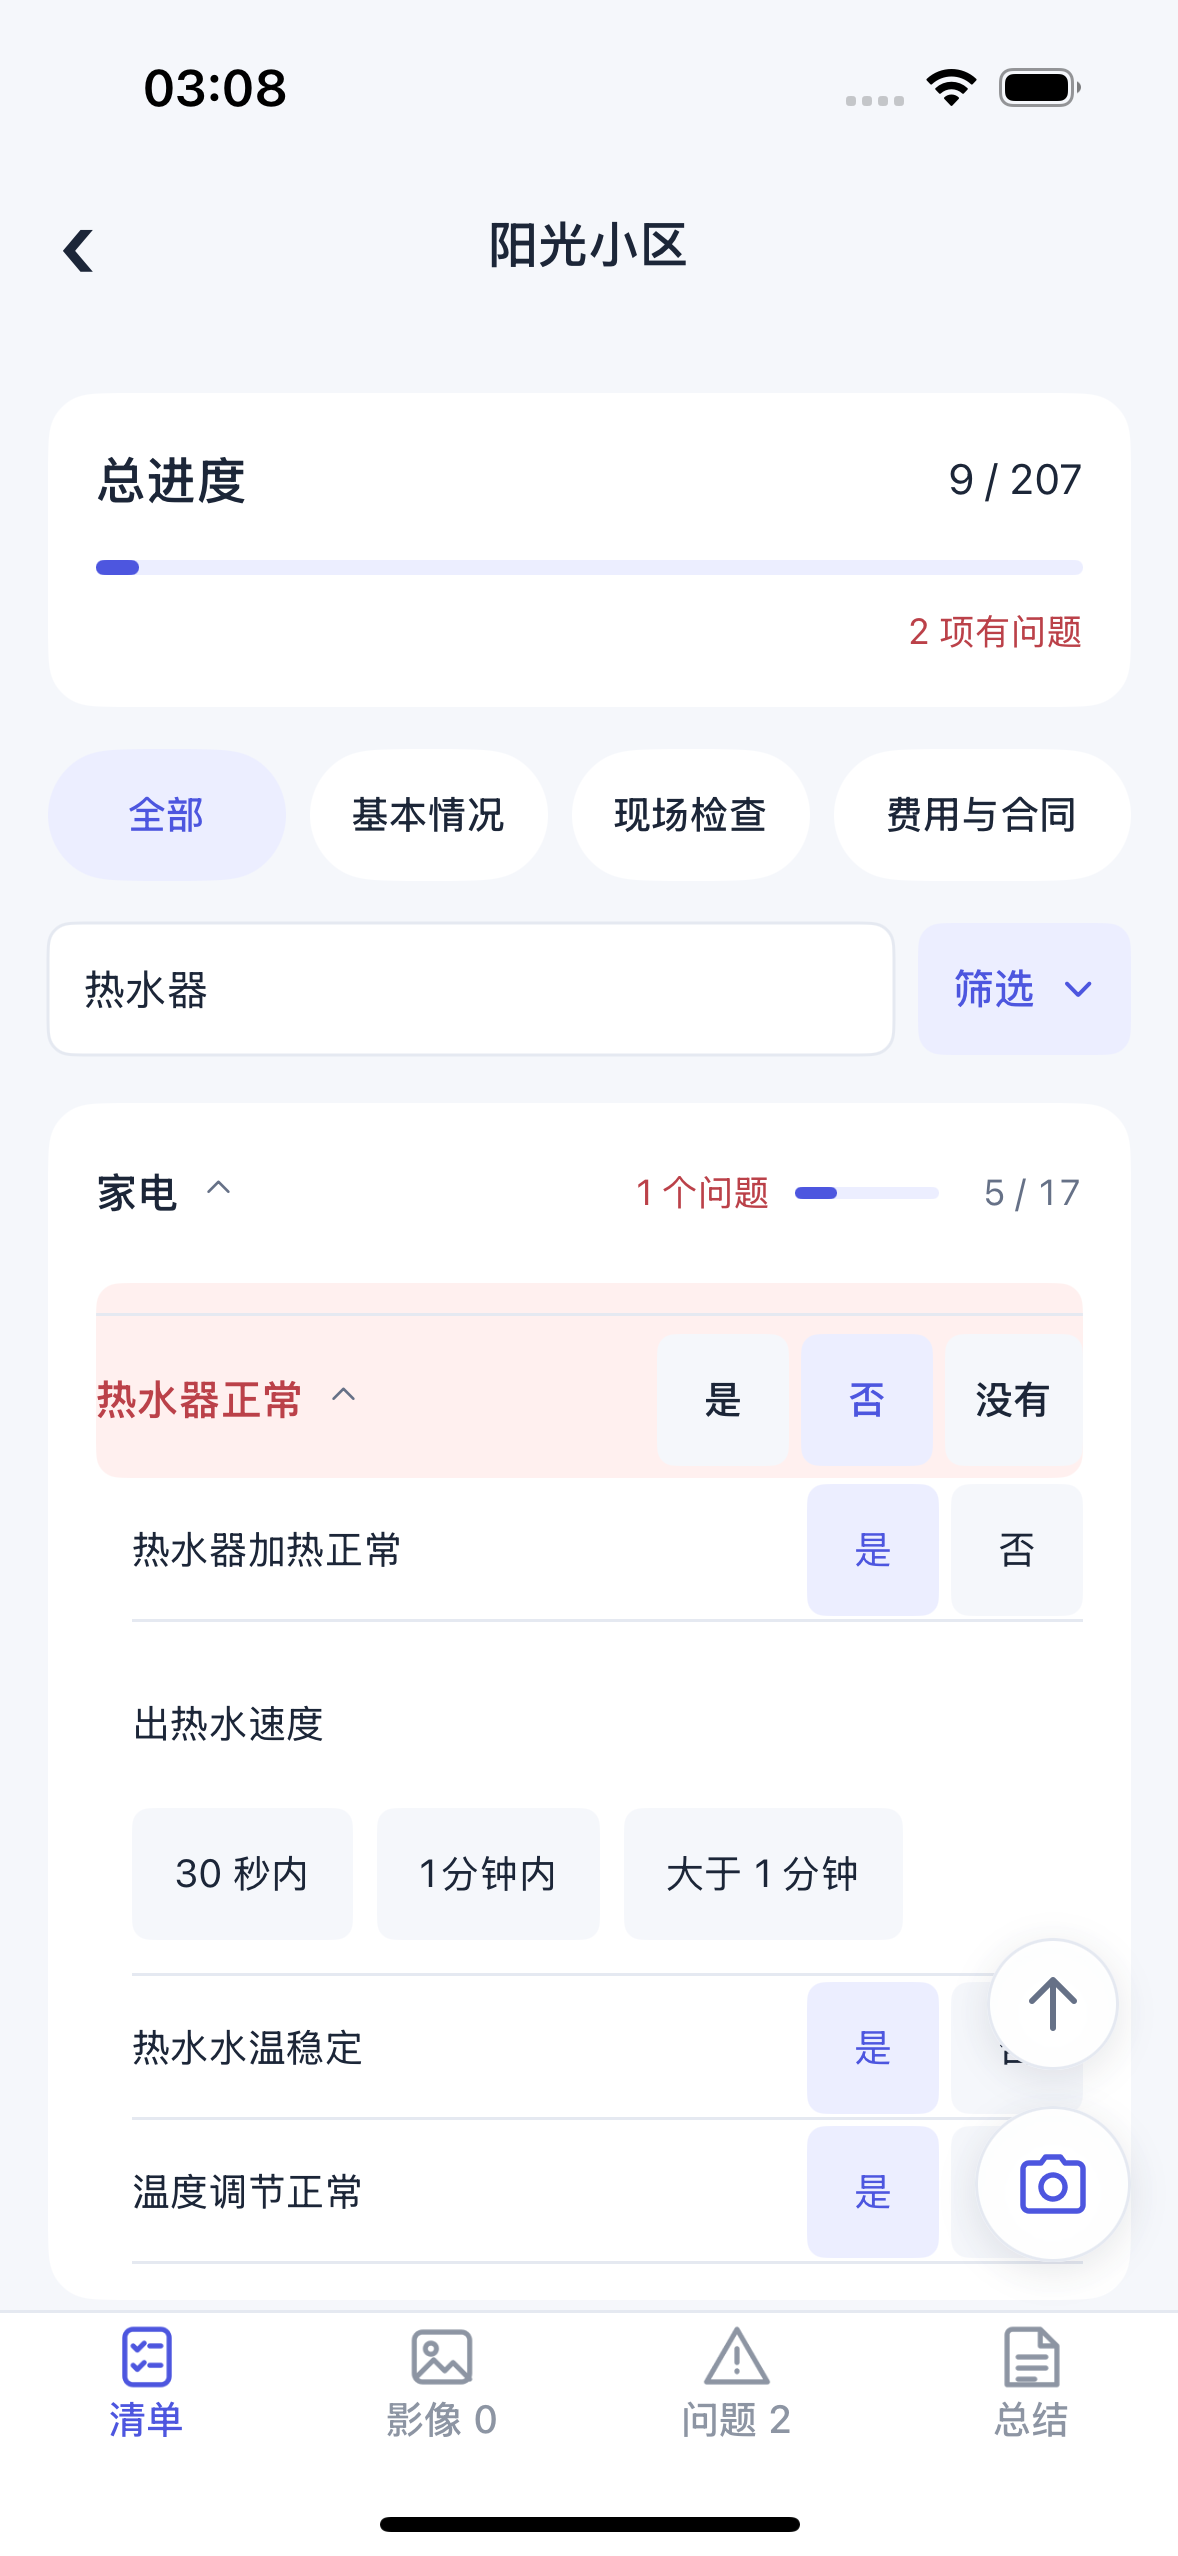 03:08
阳光小区
总进度
9 / 207
2 项有问题
全部 基本情况 现场检查 费用与合同
热水器
筛选
家电
1 个问题
5 / 17
热水器正常
是 否 没有
热水器加热正常
是 否
出热水速度
30 秒内 1分钟内 大于 1 分钟
热水水温稳定
是
温度调节正常
是
清单 影像 0 问题 2 总结